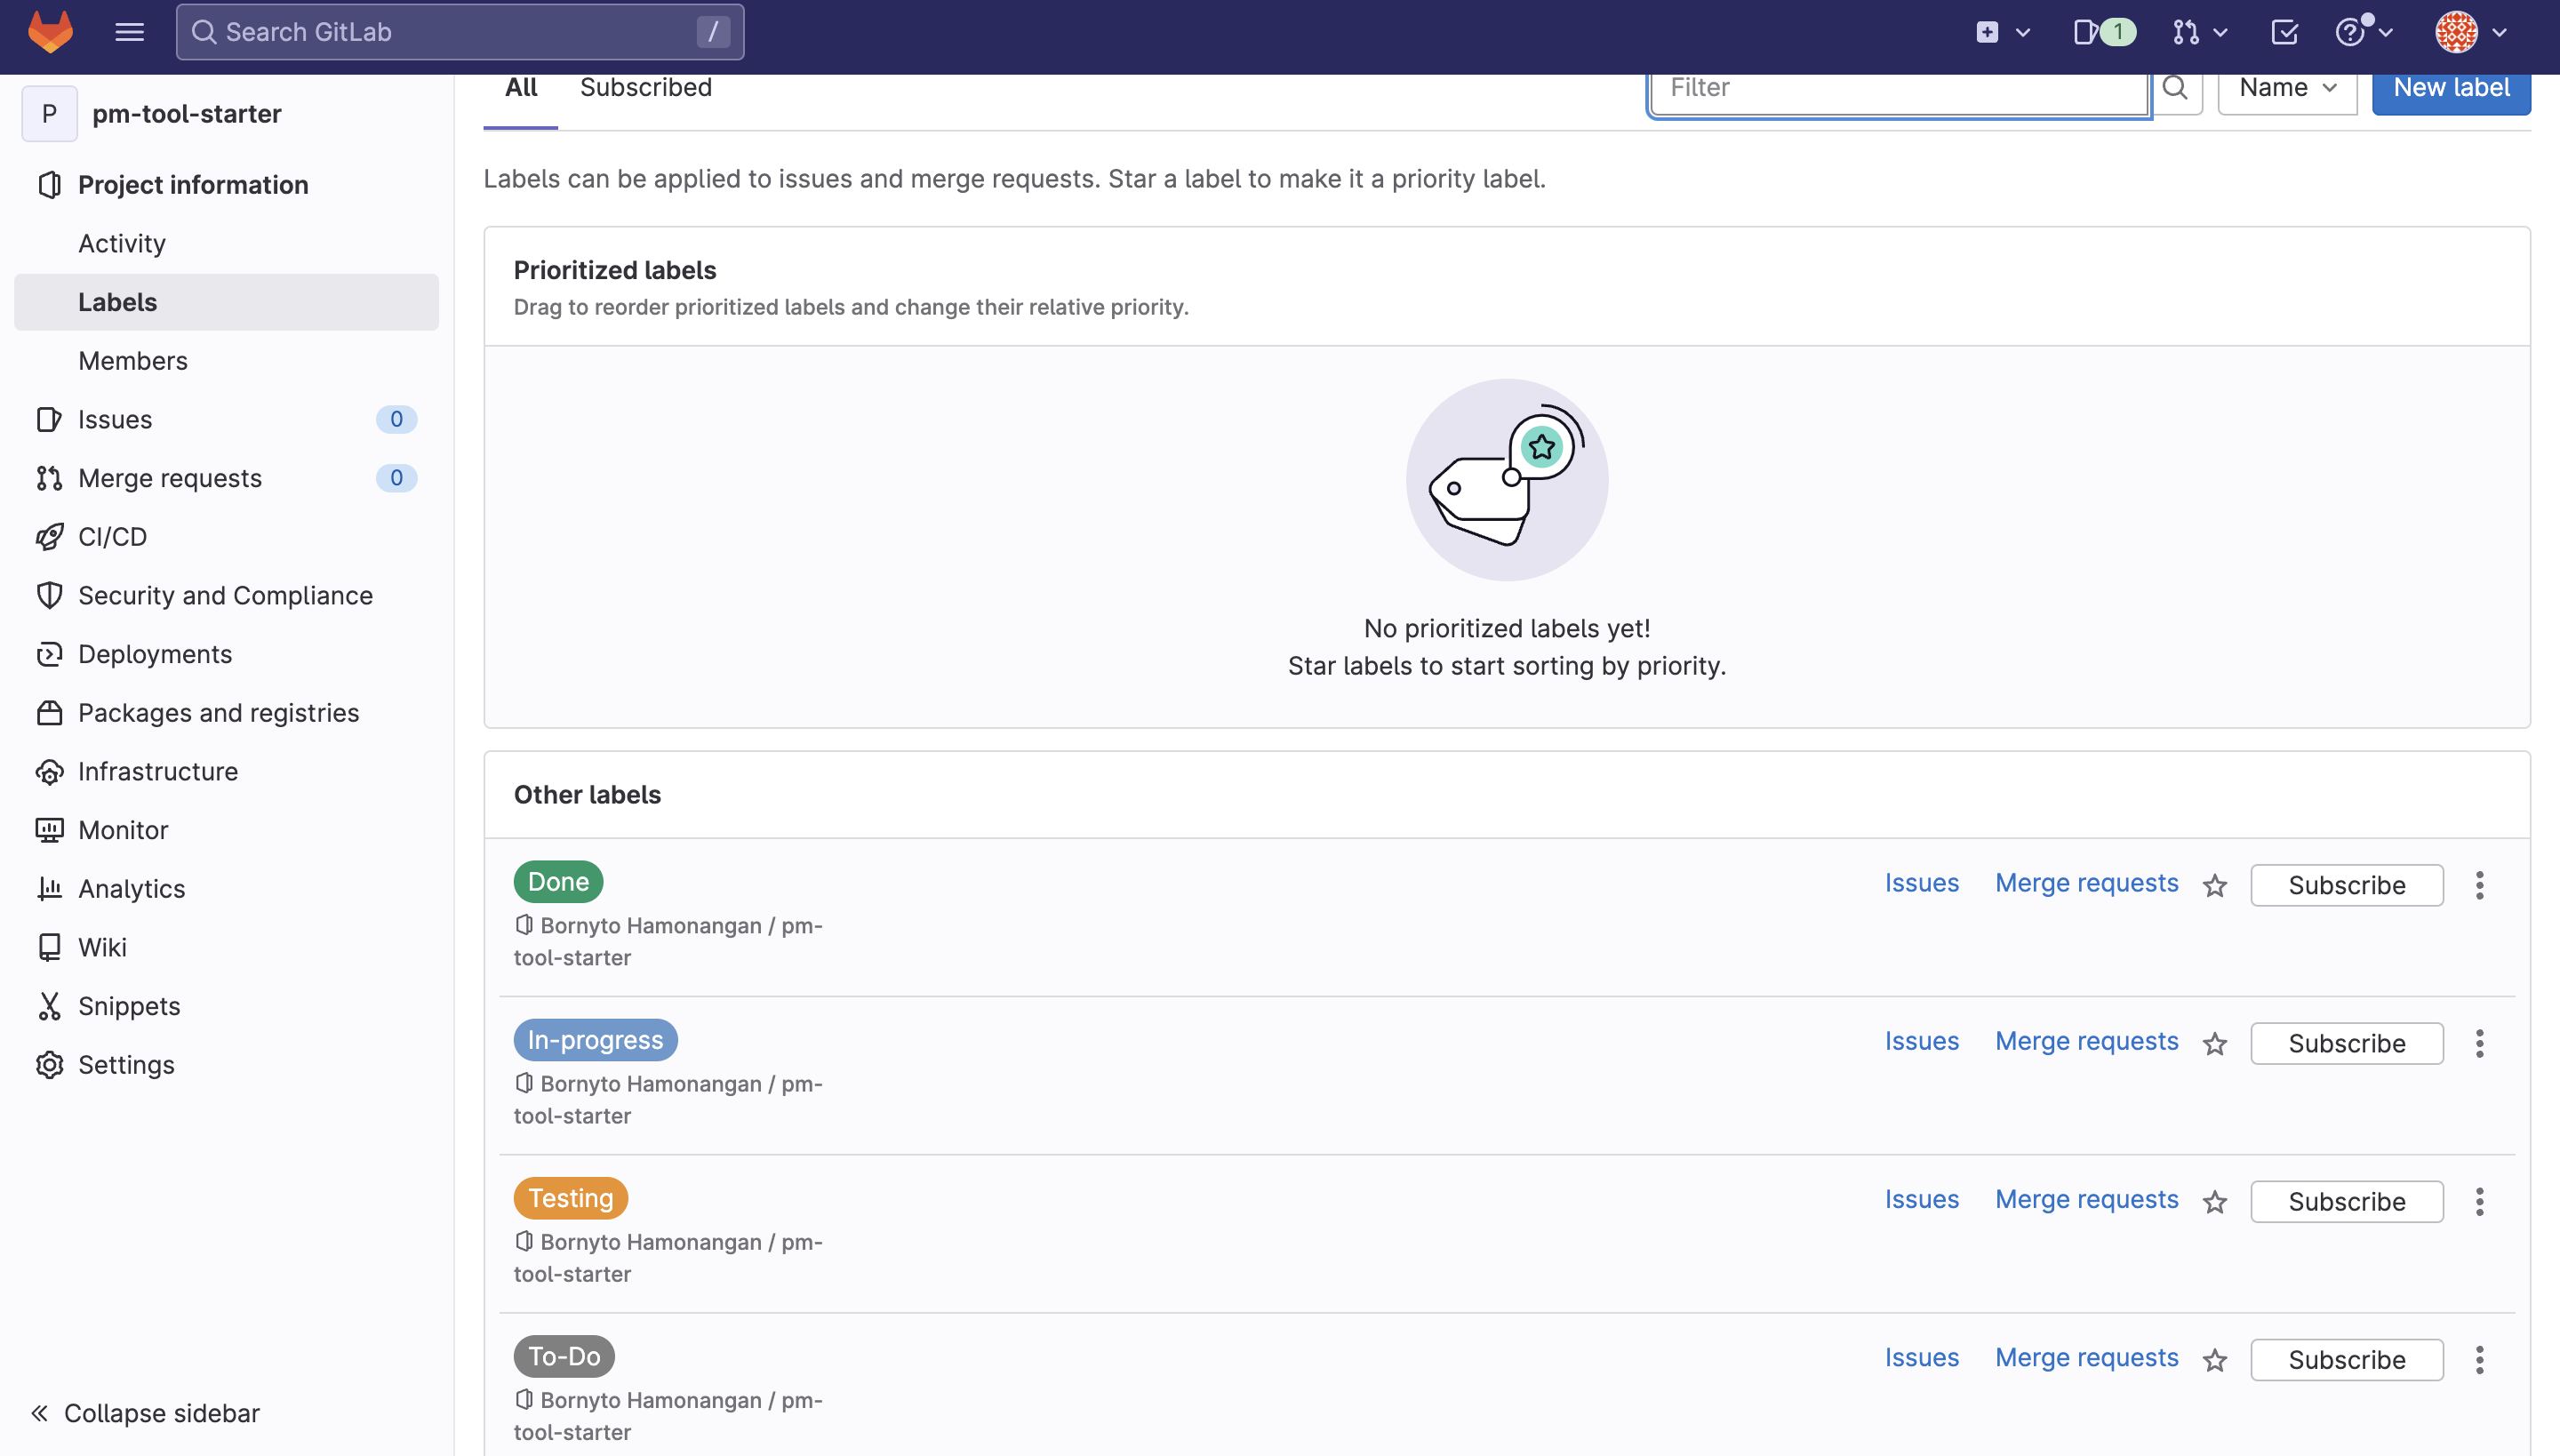 Search GitLab
/
1
P
pm-tool-starter
Project information
Activity
Labels
Members
Issues 0
Merge requests 0
CI/CD
Security and Compliance
Deployments
Packages and registries
Infrastructure
Monitor
Analytics
Wiki
Snippets
Settings
Collapse sidebar
All Subscribed Filter Name New label
Labels can be applied to issues and merge requests. Star a label to make it a priority label.
Prioritized labels
Drag to reorder prioritized labels and change their relative priority.
No prioritized labels yet!
Star labels to start sorting by priority.
Other labels
Done Issues Merge requests Subscribe
Bornyto Hamonangan / pm-
tool-starter
In-progress Issues Merge requests Subscribe
Bornyto Hamonangan / pm-
tool-starter
Testing Issues Merge requests Subscribe
Bornyto Hamonangan / pm-
tool-starter
To-Do Issues Merge requests Subscribe
Bornyto Hamonangan / pm-
tool-starter